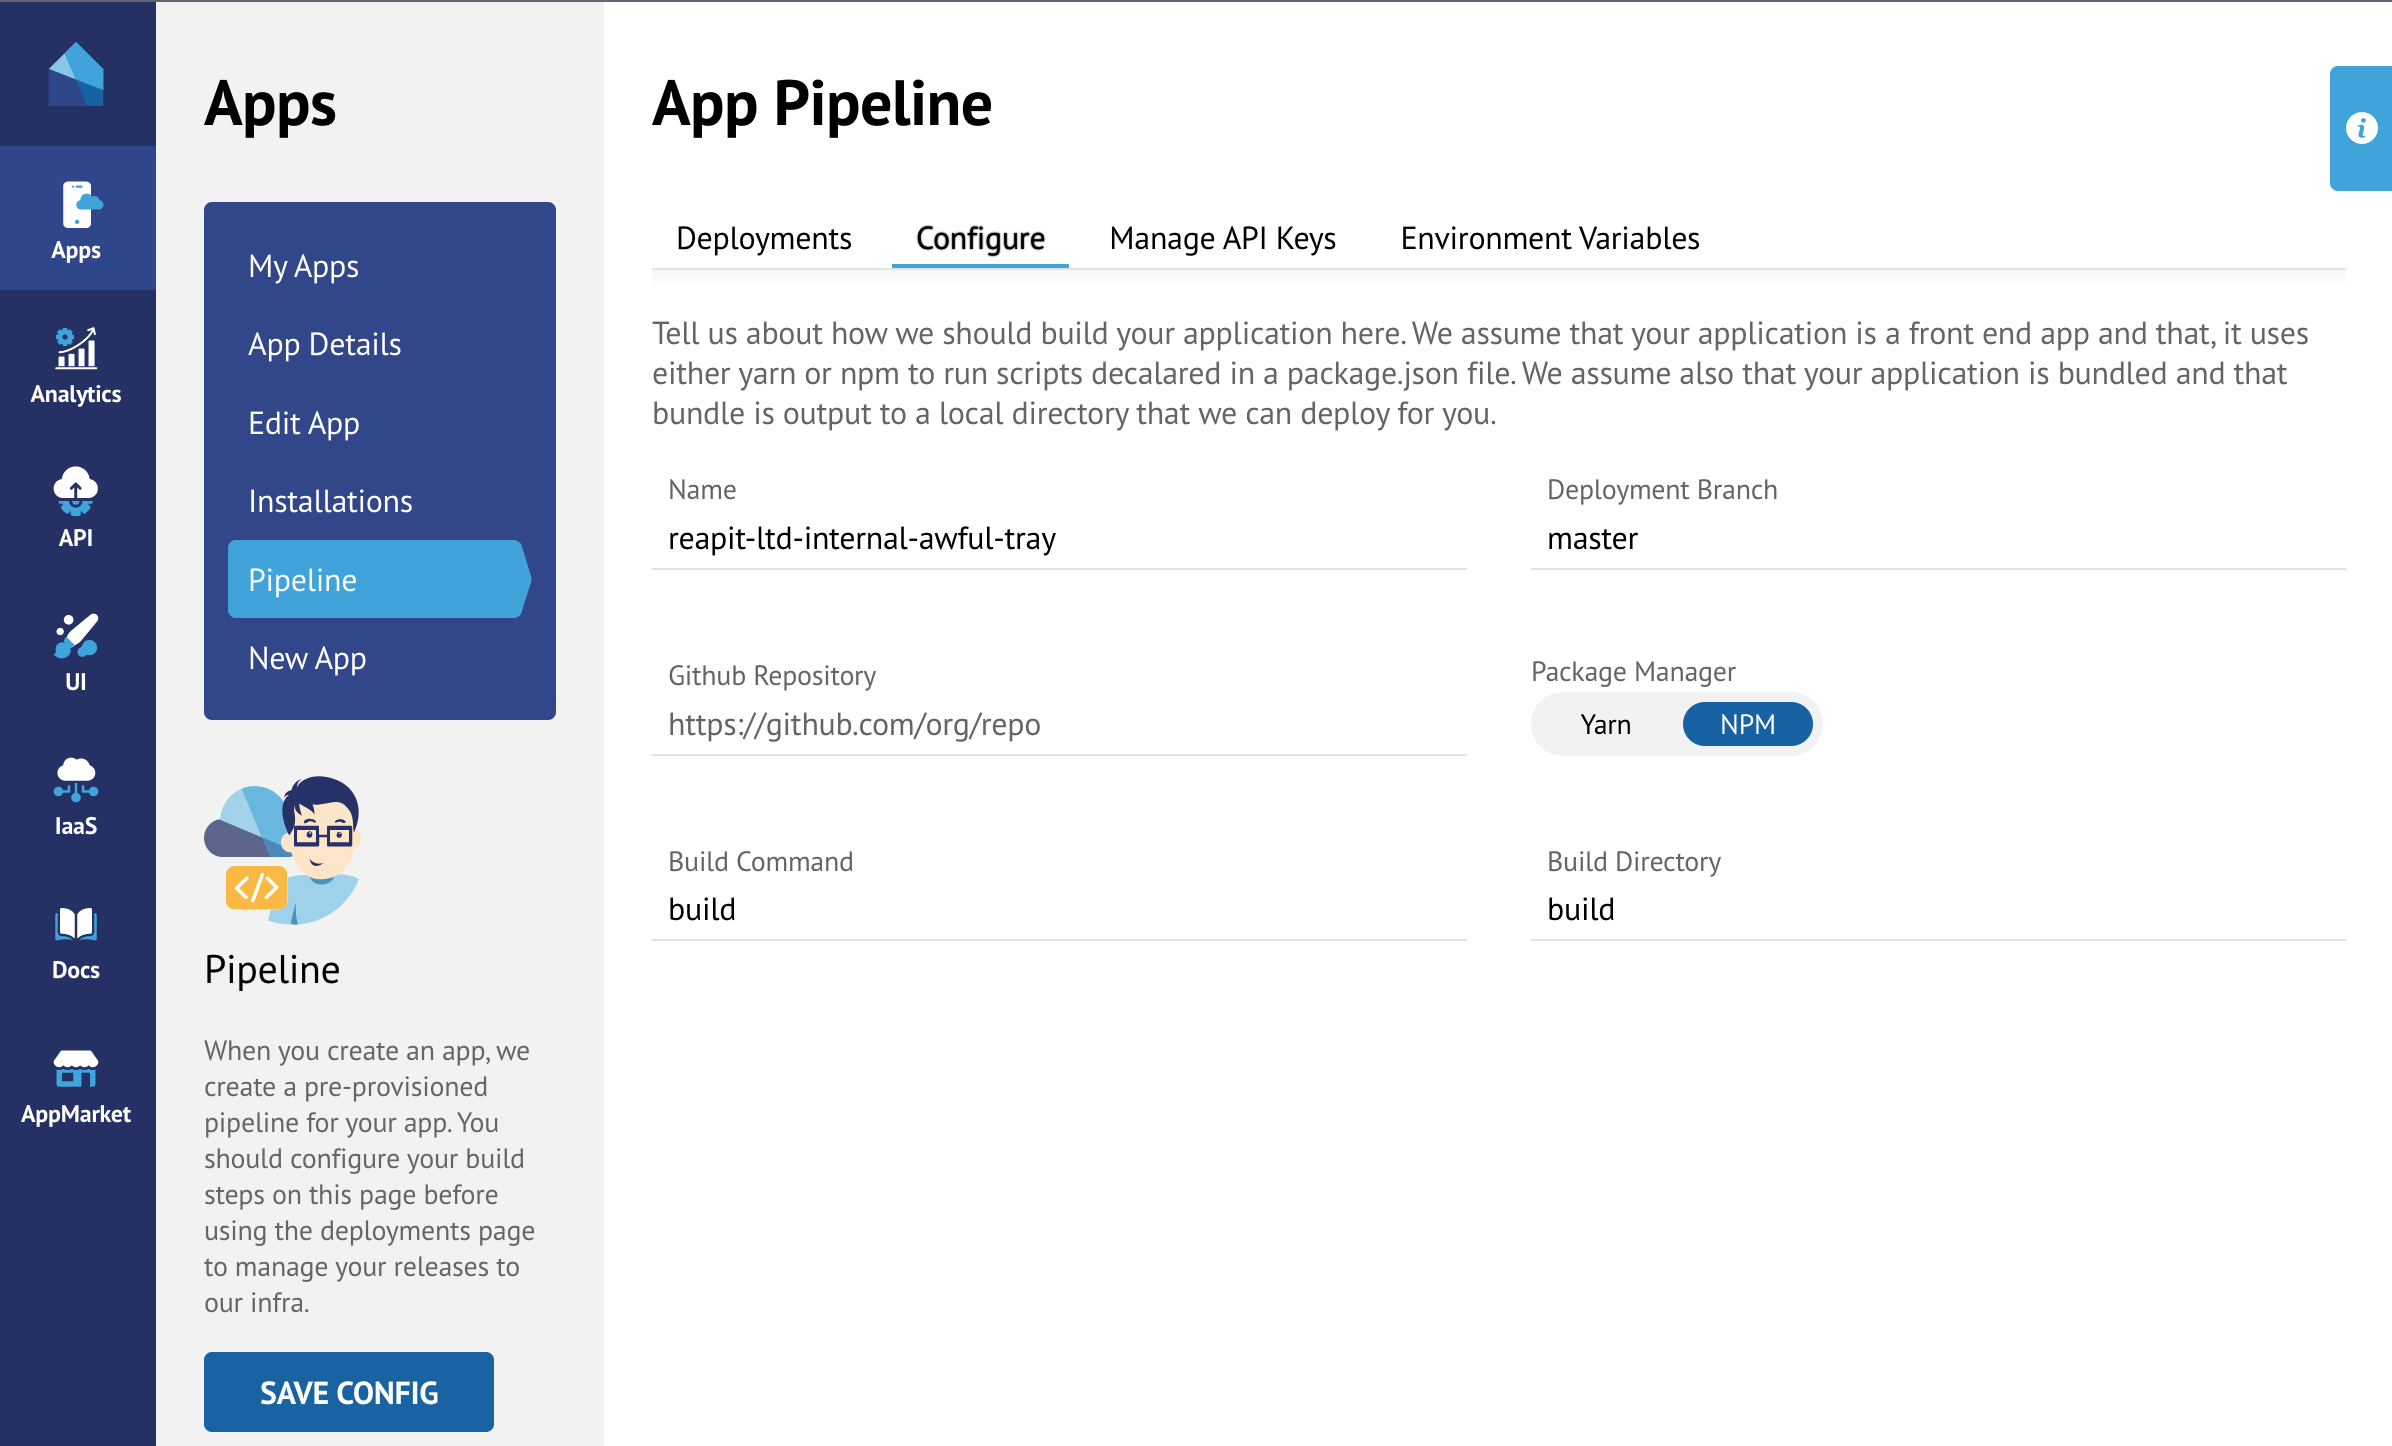 Apps
Analytics
API
UI
IaaS
Docs
AppMarket
Apps
My Apps
App Details
Edit App
Installations
Pipeline
New App
Pipeline
When you create an app, we
create a pre-provisioned
pipeline for your app. You
should configure your build
steps on this page before
using the deployments page
to manage your releases to
our infra.
SAVE CONFIG
App Pipeline
Deployments
Configure
Manage API Keys
Environment Variables
Tell us about how we should build your application here. We assume that your application is a front end app and that, it uses
either yarn or npm to run scripts decalared in a package.json file. We assume also that your application is bundled and that
bundle is output to a local directory that we can deploy for you.
Name
reapit-ltd-internal-awful-tray
Deployment Branch
master
Github Repository
https://github.com/org/repo
Package Manager
Yarn
NPM
Build Command
build
Build Directory
build